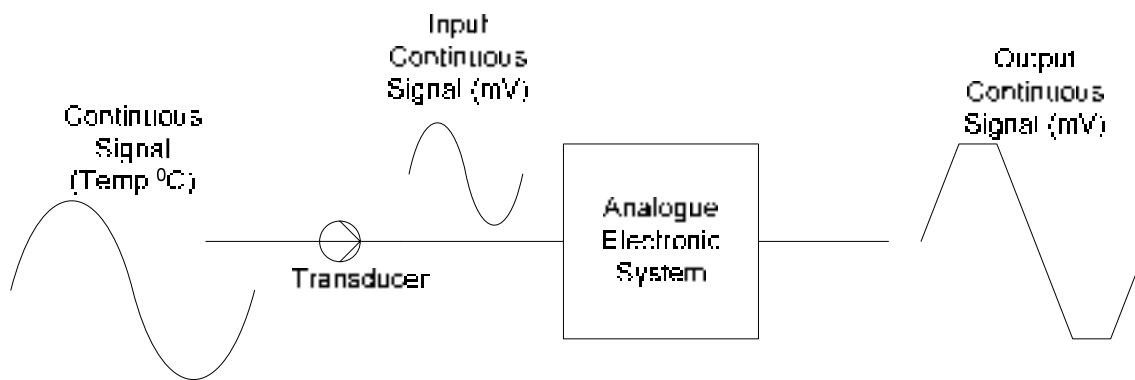 Continuous
Signal
(Temp ⁰C)
Transducer
Input
Continuous
Signal (mV)
Analogue
Electronic
System
Output
Continuous
Signal (mV)